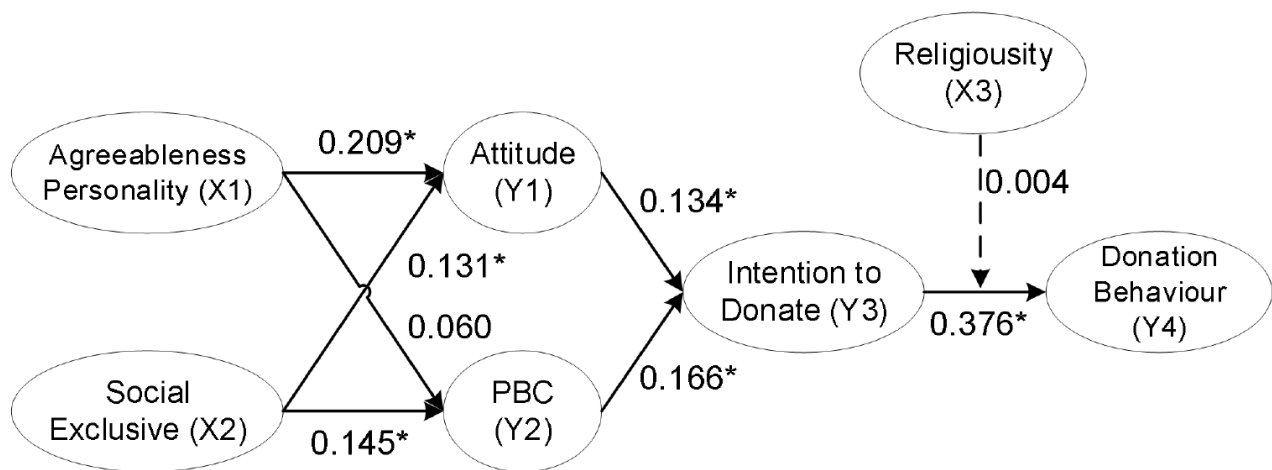 Religiousity
(X3)
Agreeableness
Personality (X1)
0.209*
Attitude
(Y1)
0.004
0.134*
0.131*
Intention to
Donate (Y3)
Donation
Behaviour
(Y4)
0.376*
0.060
0.166*
Social
Exclusive (X2)
0.145*
PBC
(Y2)